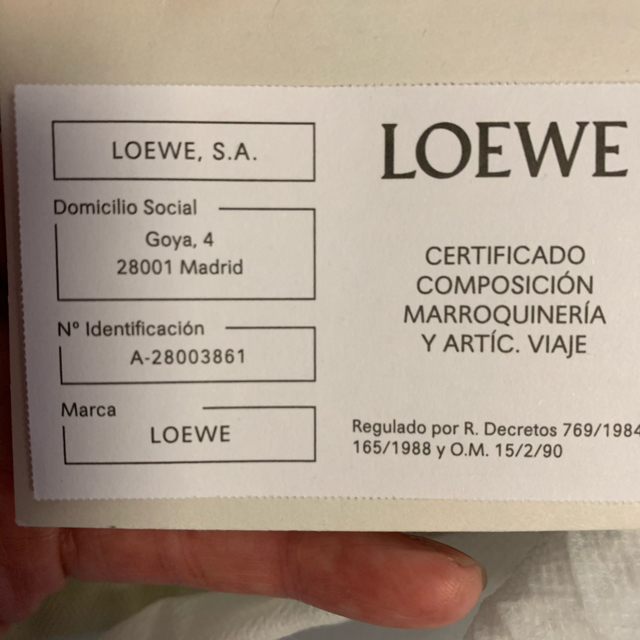 LOEWE, S.A.
Domicilio Social
Goya, 4
28001 Madrid
Nº Identificación
A-28003861
Marca
LOEWE
LOEWE
CERTIFICADO
COMPOSICIÓN
MARROQUINERÍA
Y ARTÍC. VIAJE
Regulado por R. Decretos 769/1984
165/1988 y O.M. 15/2/90